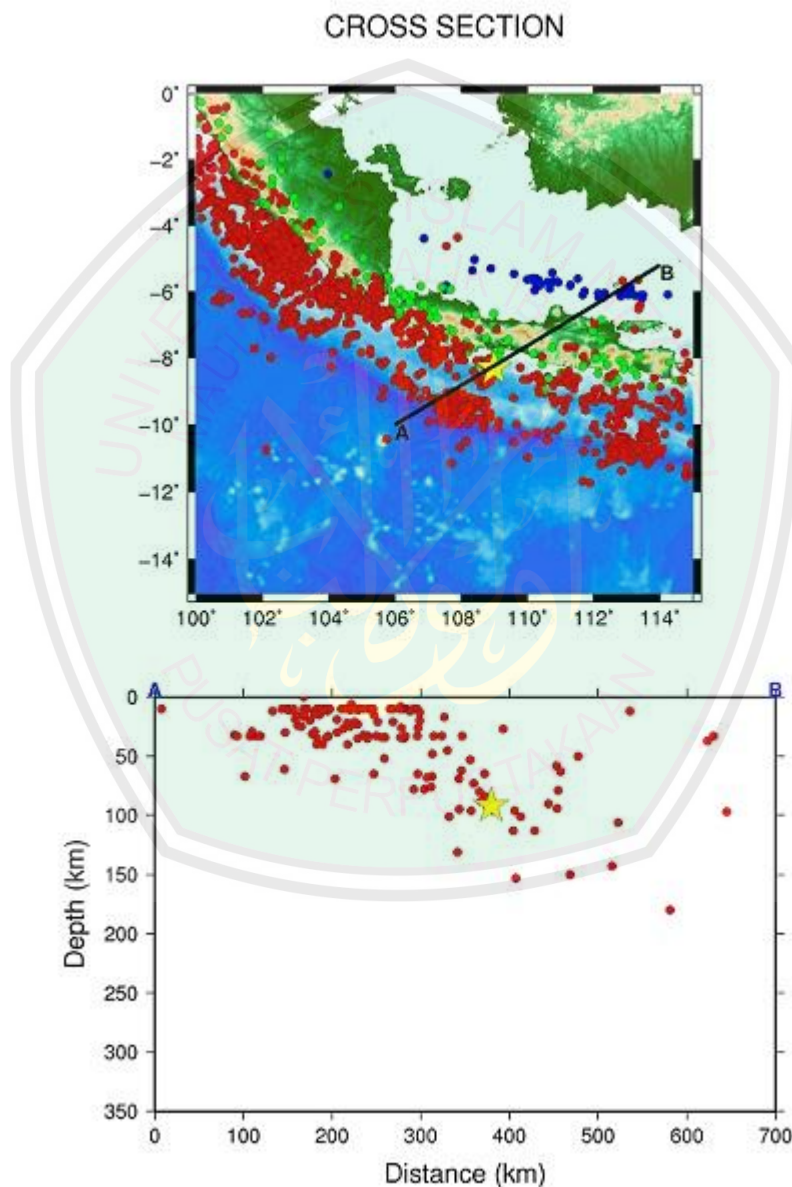 CROSS SECTION
0°
−2°
−4°
−6°
−8°
−10°
−12°
−14°
B
A
100° 102° 104° 106° 108° 110° 112° 114°
A B
0
50
100
150
200
250
300
350
Depth (km)
0 100 200 300 400 500 600 700
Distance (km)
PUSAT PERPUSTAKAAN